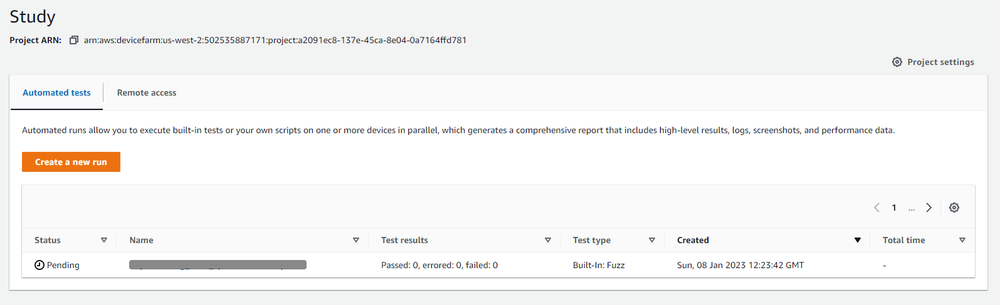 Study
Project ARN: arn:aws:devicefarm:us-west-2:502535887171:project:a2091ec8-137e-45ca-8e04-0a7164ffd781
Project settings
Automated tests Remote access
Automated runs allow you to execute built-in tests or your own scripts on one or more devices in parallel, which generates a comprehensive report that includes high-level results, logs, screenshots, and performance data.
Create a new run
1 ...
Status Name Test results Test type Created Total time
Pending Passed: 0, errored: 0, failed: 0 Built-In: Fuzz Sun, 08 Jan 2023 12:23:42 GMT -